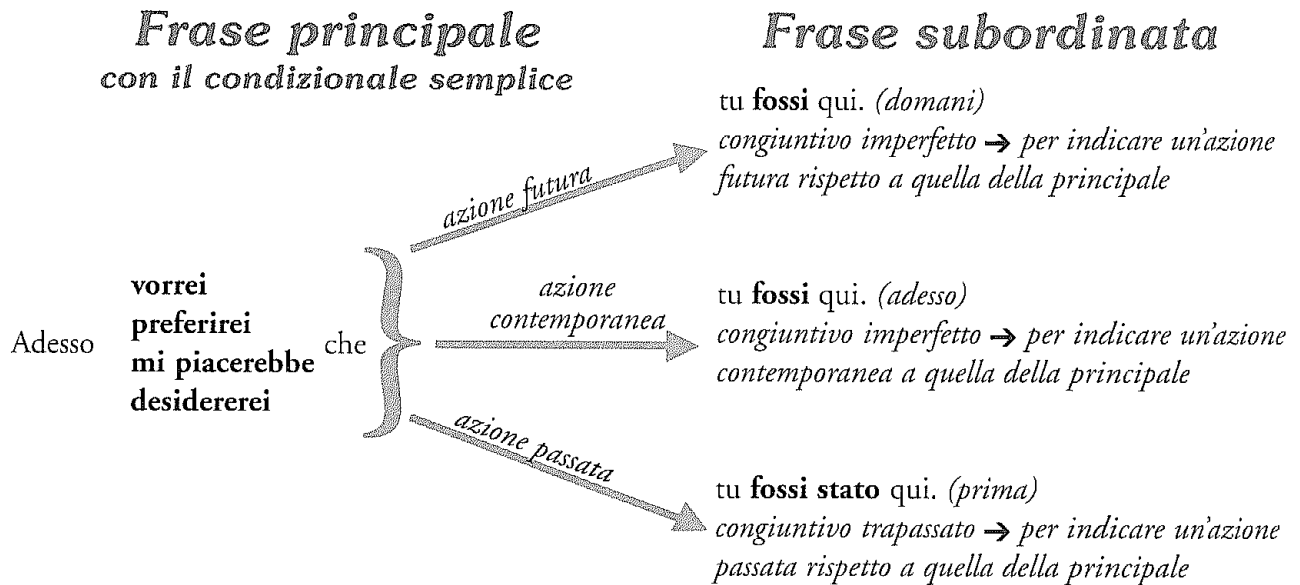 Frase principale
con il condizionale semplice
Frase subordinata
Adesso
vorrei
preferirei
mi piacerebbe
desidererei
che
azione futura
tu fossi qui. (domani)
congiuntivo imperfetto → per indicare un'azione
futura rispetto a quella della principale
azione
contemporanea
tu fossi qui. (adesso)
congiuntivo imperfetto → per indicare un'azione
contemporanea a quella della principale
azione passata
tu fossi stato qui. (prima)
congiuntivo trapassato → per indicare un'azione
passata rispetto a quella della principale